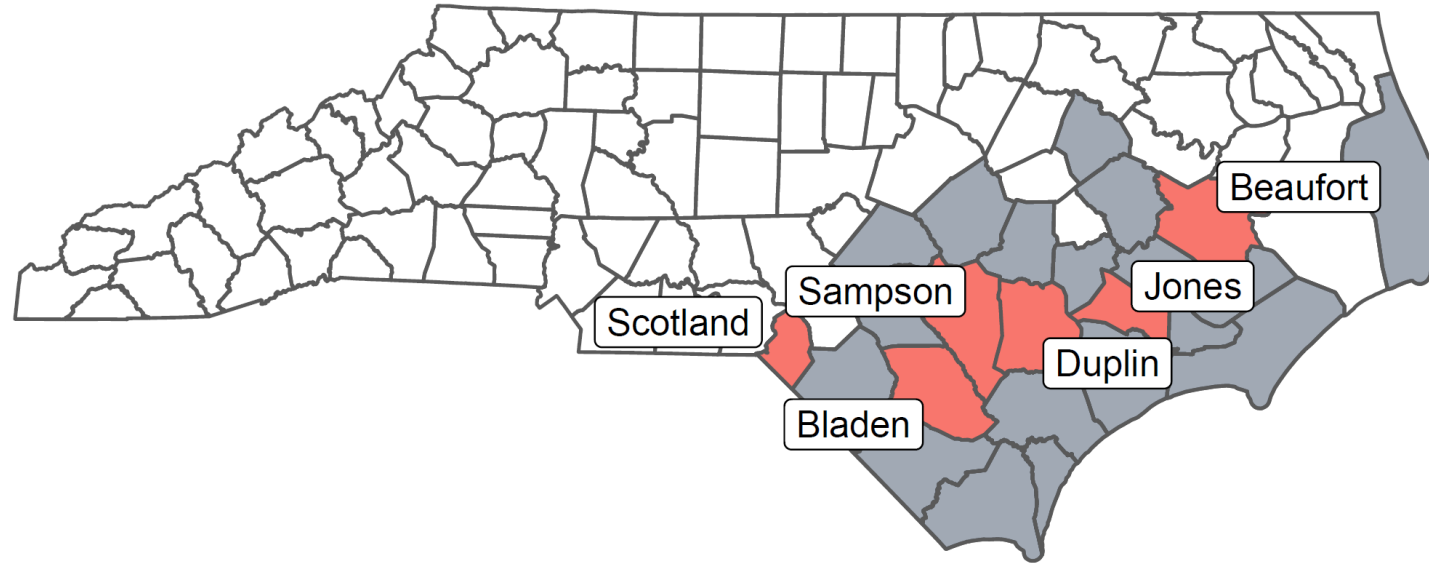 Beaufort
Sampson
Jones
Scotland
Duplin
Bladen